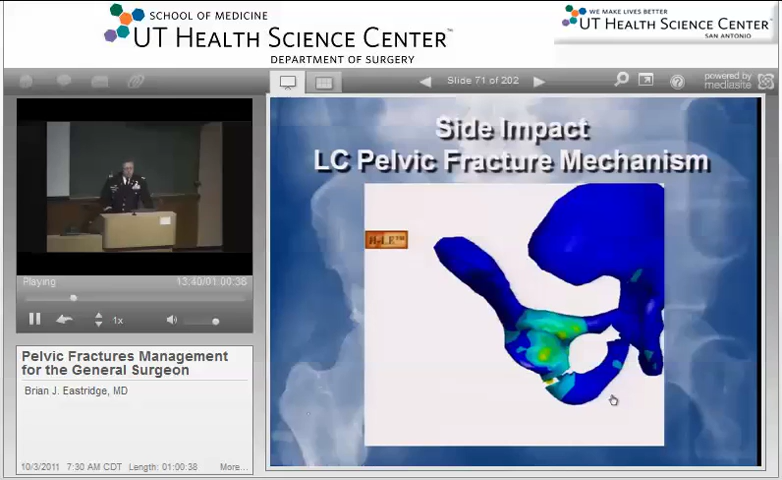 SCHOOL OF MEDICINE
UT HEALTH SCIENCE CENTER™
DEPARTMENT OF SURGERY
WE MAKE LIVES BETTER
UT HEALTH SCIENCE CENTER™
SAN ANTONIO
Slide 71 of 202
powered by
mediasite
Side Impact
LC Pelvic Fracture Mechanism
Playing
13:40/01:00:38
1x
Pelvic Fractures Management
for the General Surgeon
Brian J. Eastridge, MD
10/3/2011 7:30 AM CDT Length: 01:00:38 More...